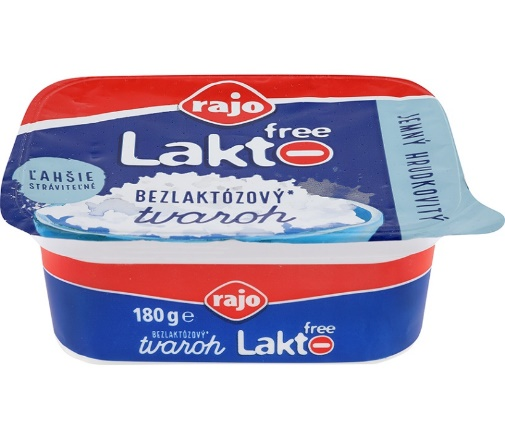 rajo
free
Lakto
ĽAHŠIE
STRÁVITEĽNÉ
BEZLAKTÓZOVÝ*
tvaroh
JEMNÝ HRUDKOVITÝ
rajo
180 g e
BEZLAKTÓZOVÝ*
tvaroh
free
Lakto